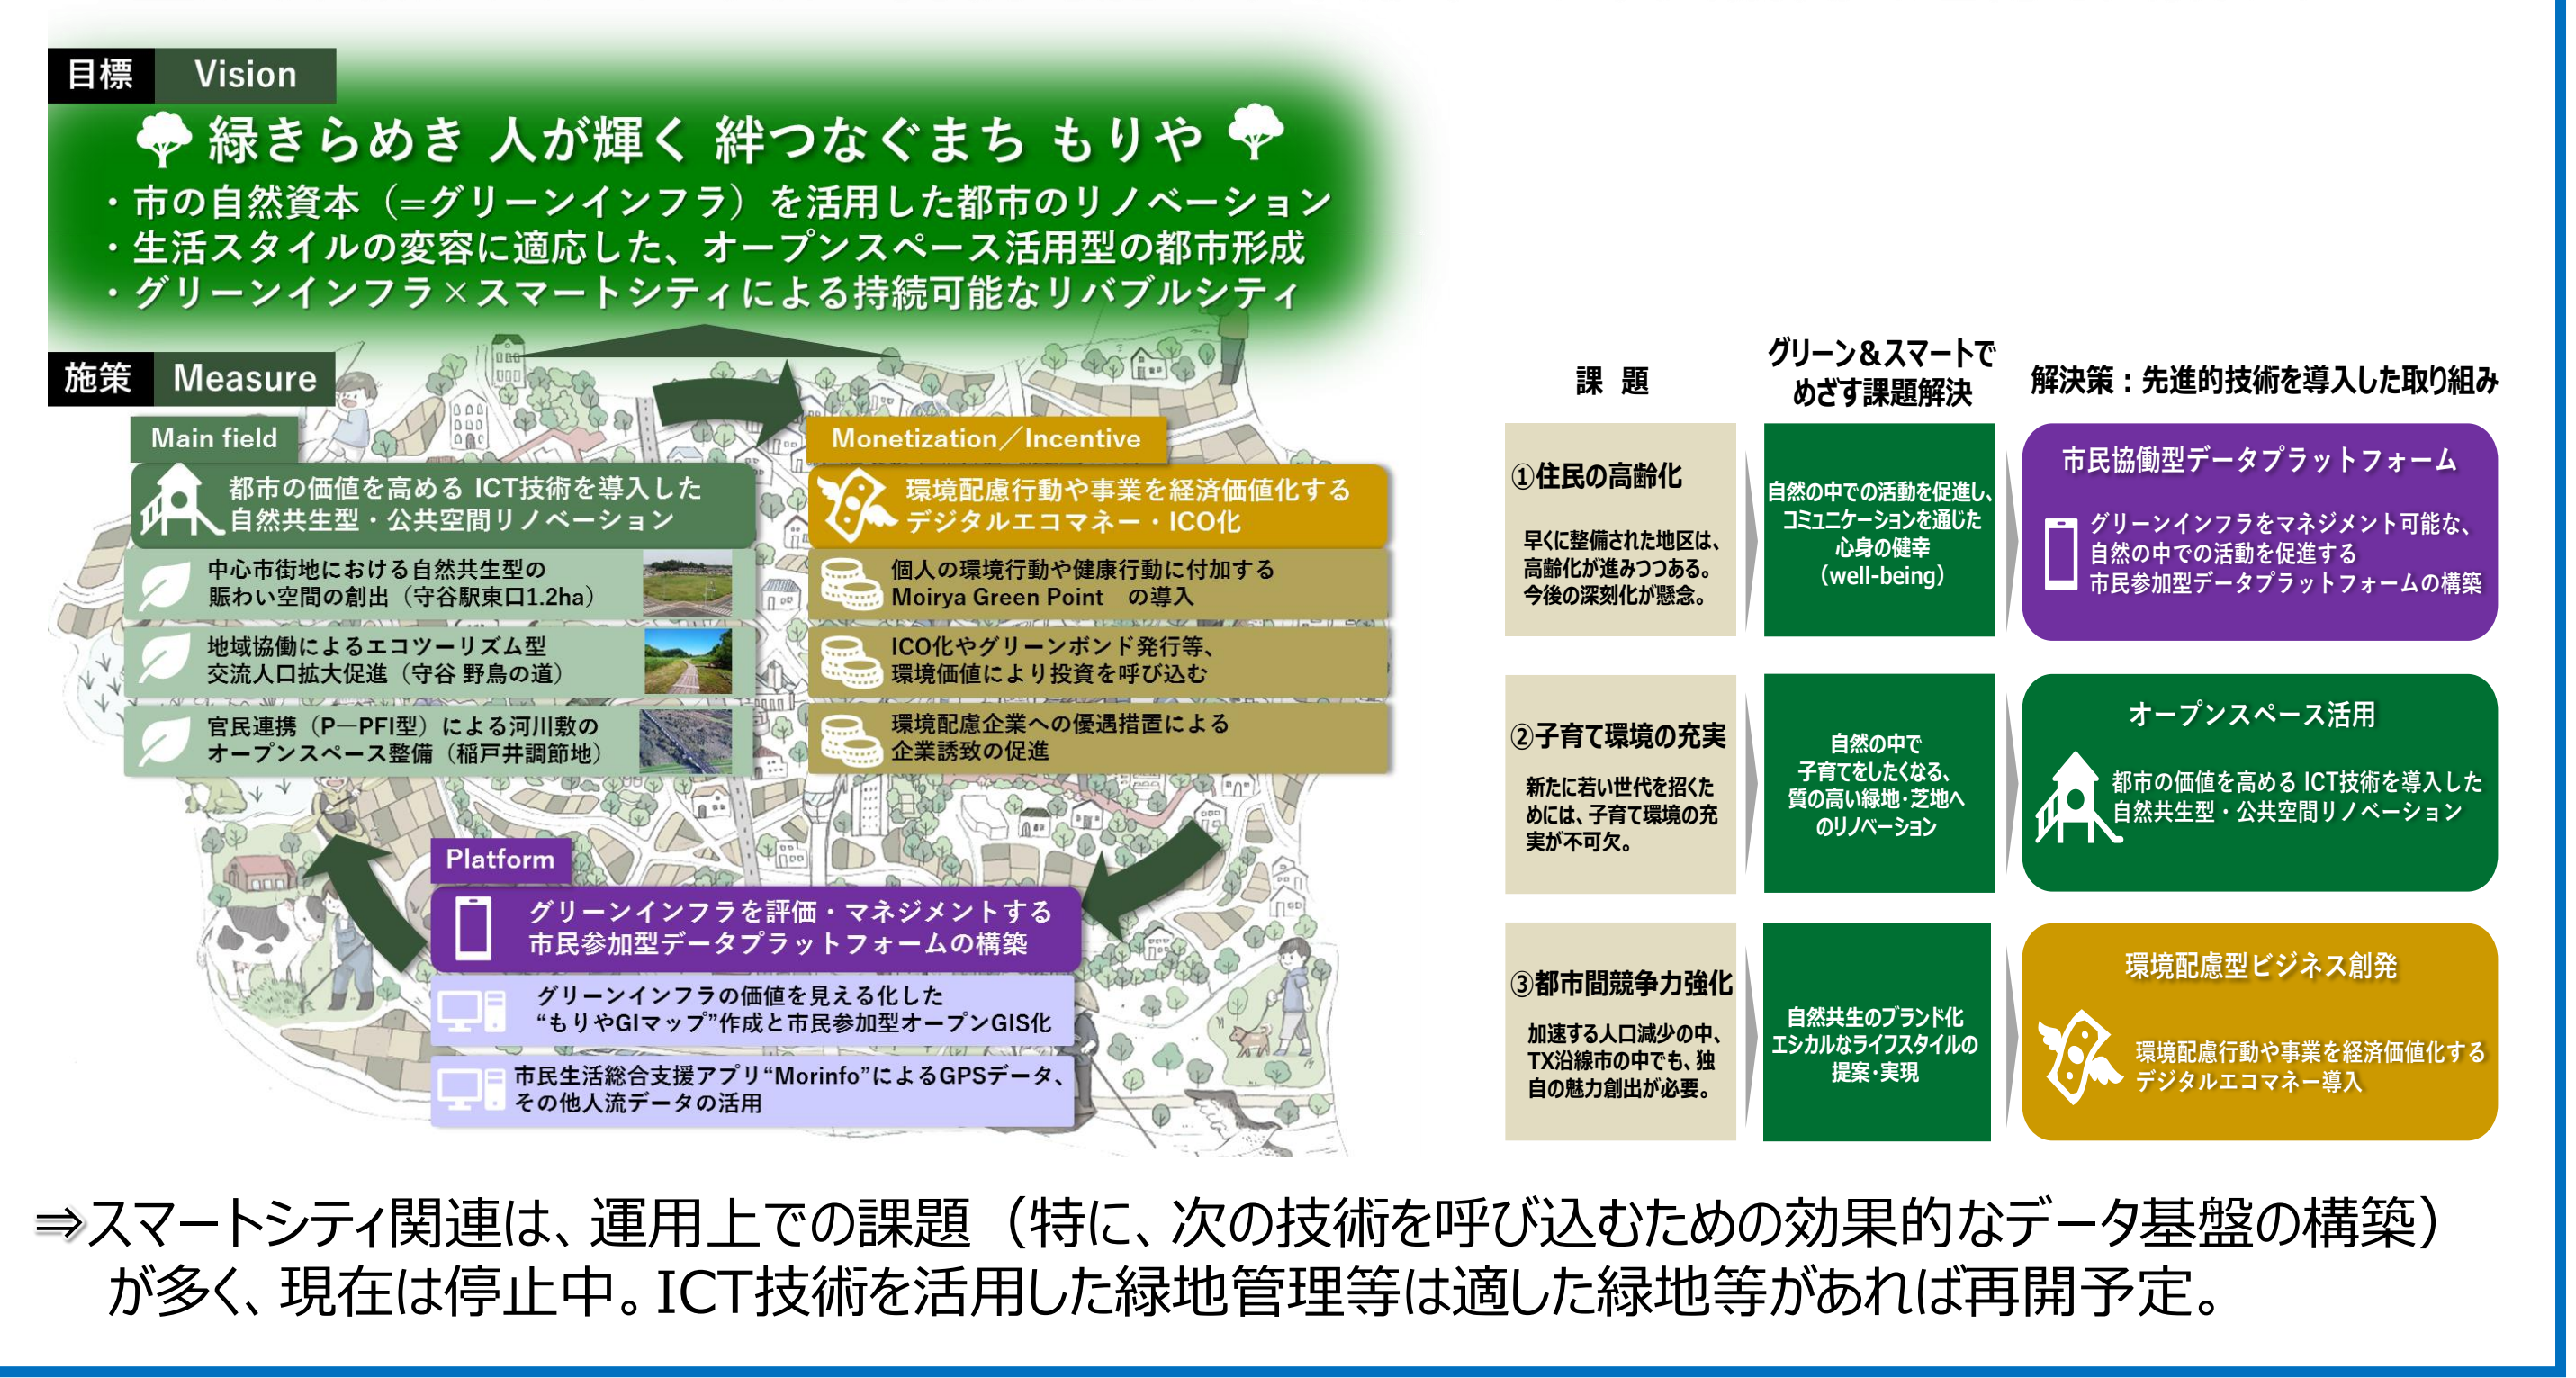 目標 Vision
緑きらめき 人が輝く 絆つなぐまち もりや
・市の自然資本（=グリーンインフラ）を活用した都市のリノベーション
・生活スタイルの変容に適応した、オープンスペース活用型の都市形成
・グリーンインフラ×スマートシティによる持続可能なリバブルシティ
施策 Measure
Main field
都市の価値を高める ICT技術を導入した
自然共生型・公共空間リノベーション
中心市街地における自然共生型の
賑わい空間の創出（守谷駅東口1.2ha）
地域協働によるエコツーリズム型
交流人口拡大促進（守谷 野鳥の道）
官民連携（P―PFI型）による河川敷の
オープンスペース整備（稲戸井調節地）
Monetization／Incentive
環境配慮行動や事業を経済価値化する
デジタルエコマネー・ICO化
個人の環境行動や健康行動に付加する
Moirya Green Point　の導入
ICO化やグリーンボンド発行等、
環境価値により投資を呼び込む
環境配慮企業への優遇措置による
企業誘致の促進
Platform
グリーンインフラを評価・マネジメントする
市民参加型データプラットフォームの構築
グリーンインフラの価値を見える化した
“もりやGIマップ”作成と市民参加型オープンGIS化
市民生活総合支援アプリ“Morinfo”によるGPSデータ、
その他人流データの活用
課 題
グリーン＆スマートで
めざす課題解決
解決策：先進的技術を導入した取り組み
①住民の高齢化
早くに整備された地区は、
高齢化が進みつつある。
今後の深刻化が懸念。
自然の中での活動を促進し、
コミュニケーションを通じた
心身の健幸
（well-being）
市民協働型データプラットフォーム
グリーンインフラをマネジメント可能な、
自然の中での活動を促進する
市民参加型データプラットフォームの構築
②子育て環境の充実
新たに若い世代を招くた
めには、子育て環境の充
実が不可欠。
自然の中で
子育てをしたくなる、
質の高い緑地・芝地へ
のリノベーション
オープンスペース活用
都市の価値を高める ICT技術を導入した
自然共生型・公共空間リノベーション
③都市間競争力強化
加速する人口減少の中、
TX沿線市の中でも、独
自の魅力創出が必要。
自然共生のブランド化
エシカルなライフスタイルの
提案・実現
環境配慮型ビジネス創発
環境配慮行動や事業を経済価値化する
デジタルエコマネー導入
⇒スマートシティ関連は、運用上での課題（特に、次の技術を呼び込むための効果的なデータ基盤の構築）
が多く、現在は停止中。ICT技術を活用した緑地管理等は適した緑地等があれば再開予定。